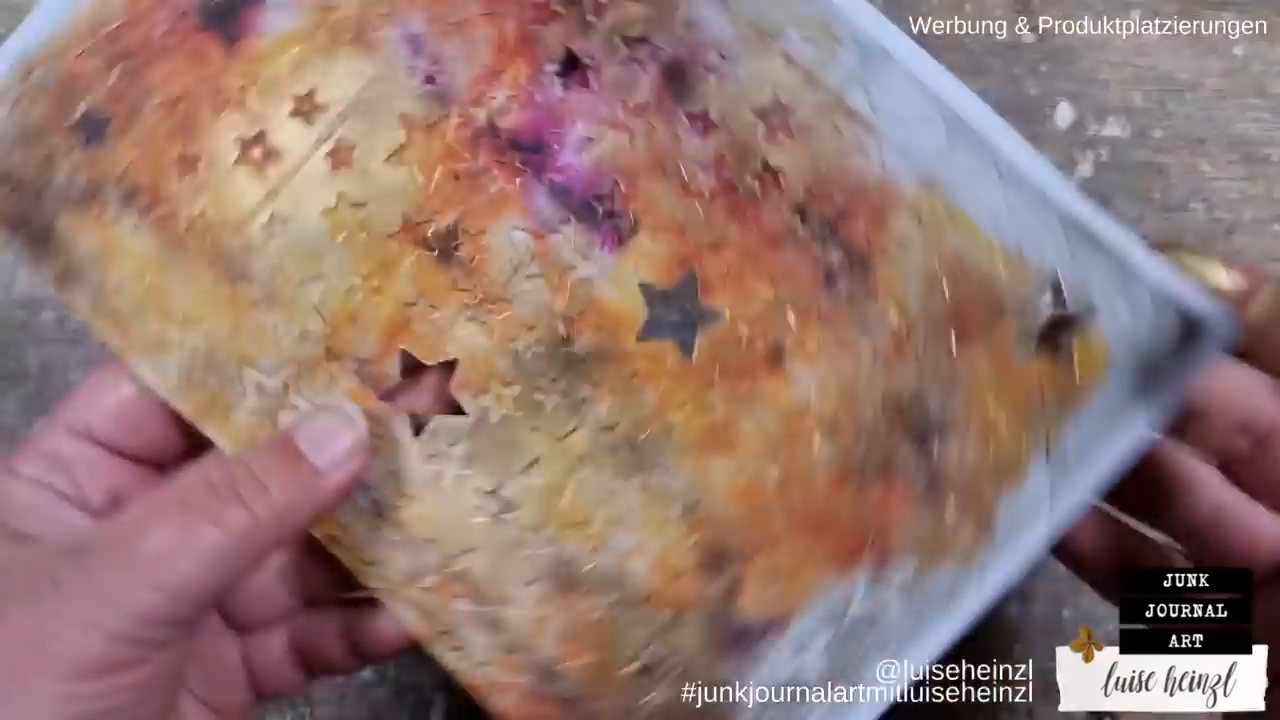 Werbung & Produktplatzierungen
JUNK
JOURNAL
ART
@luiseheinzl
luise heinzl
#junkjournalartmitluiseheinzl